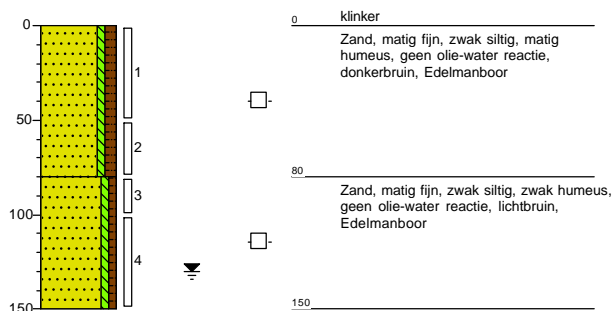 0
50
100
150
1
2
3
4
0
klinker
Zand, matig fijn, zwak siltig, matig
humeus, geen olie-water reactie,
donkerbruin, Edelmanboor
80
Zand, matig fijn, zwak siltig, zwak humeus,
geen olie-water reactie, lichtbruin,
Edelmanboor
150